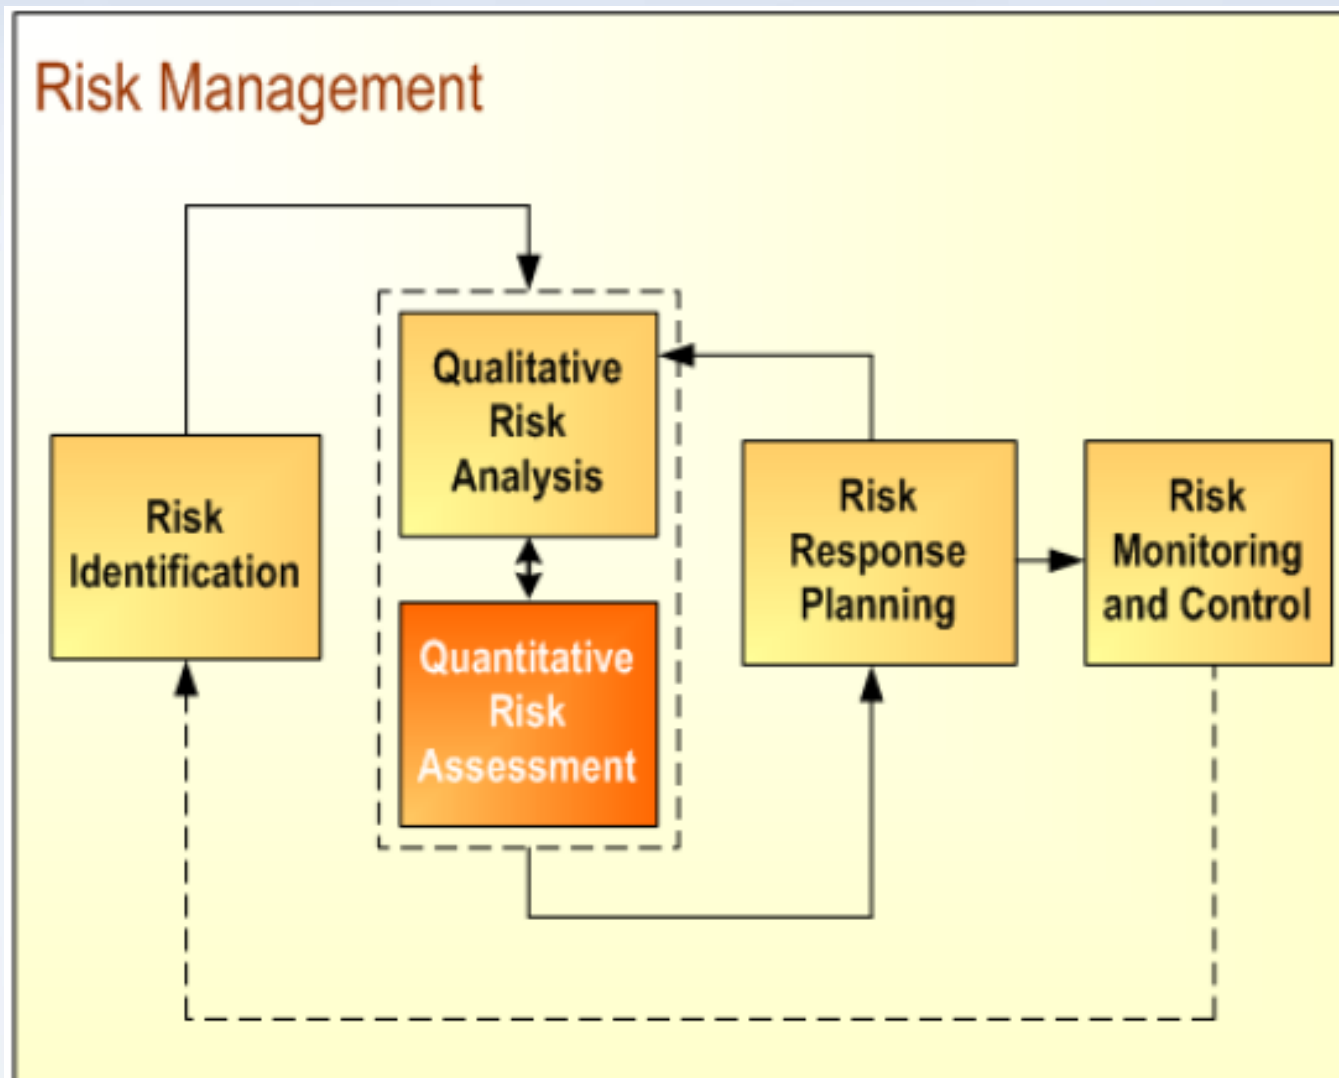 Risk Management
Risk
Identification
Qualitative
Risk
Analysis
Quantitative
Risk
Assessment
Risk
Response
Planning
Risk
Monitoring
and Control